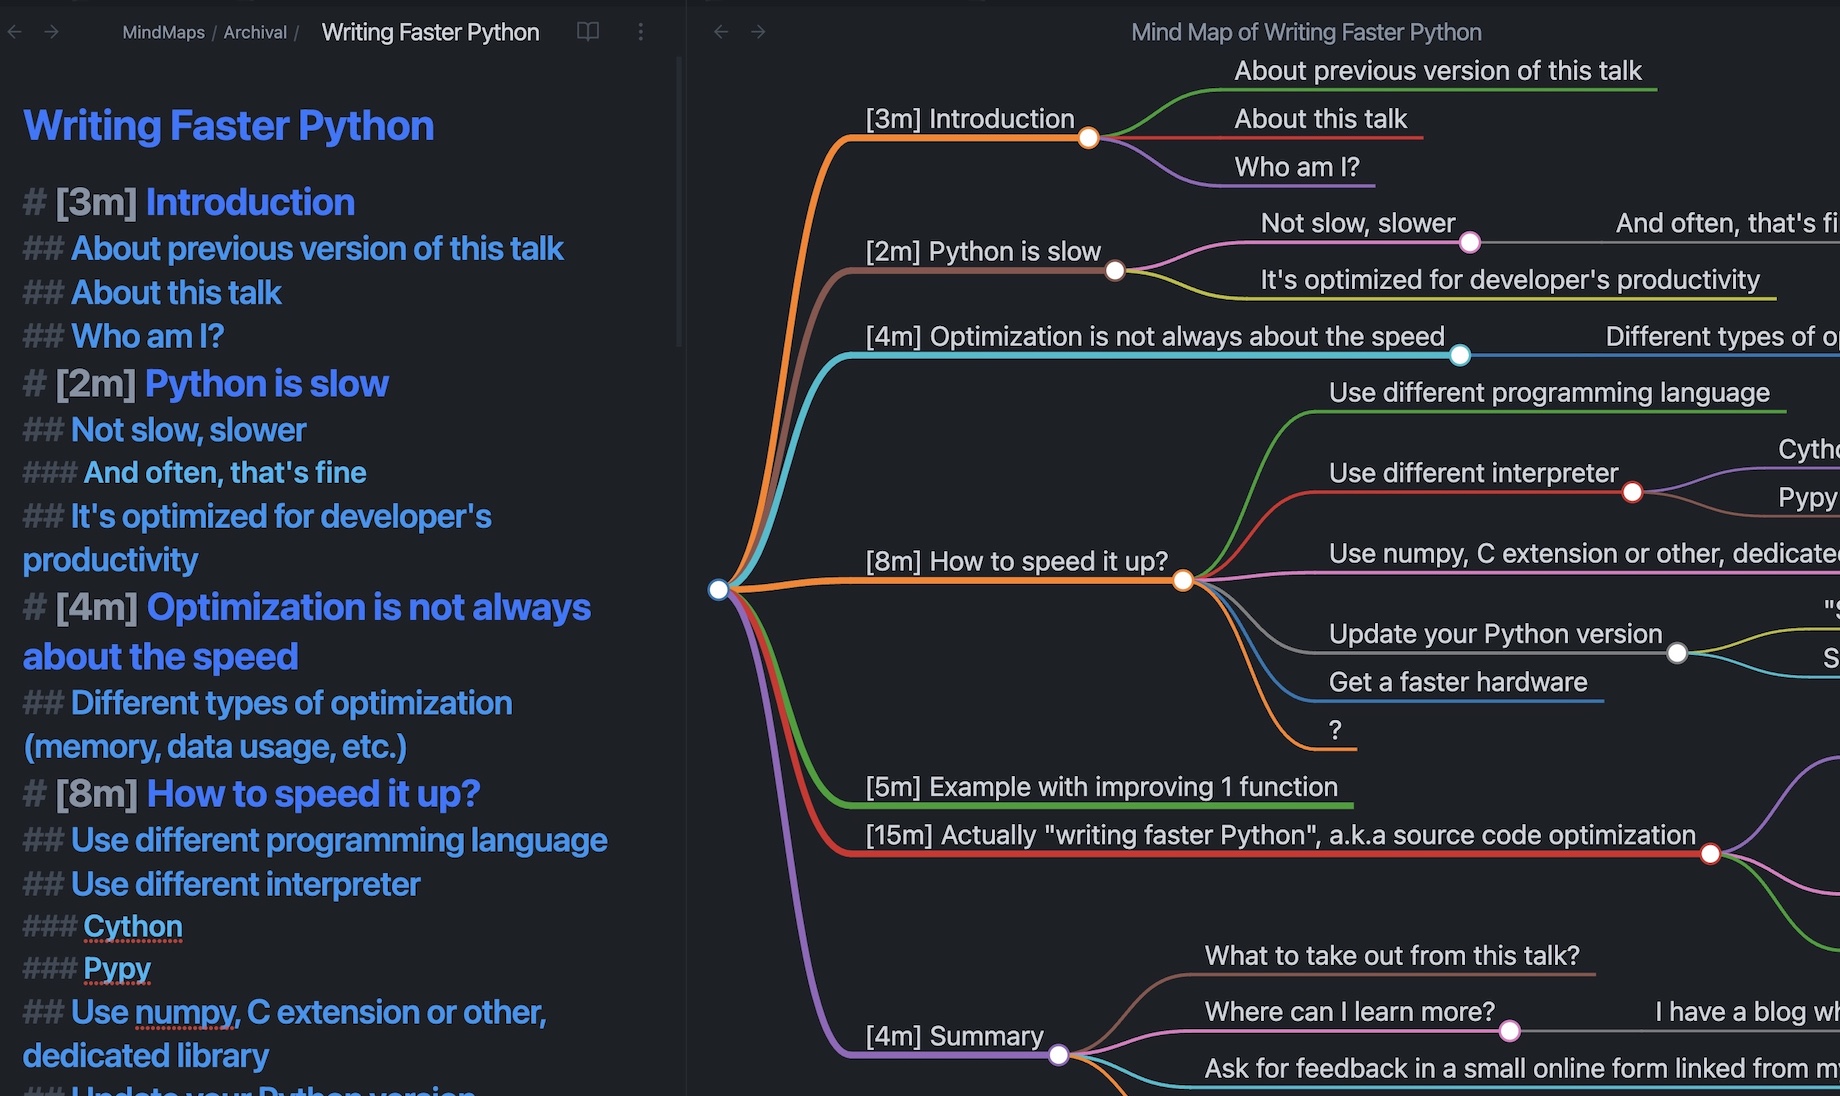 MindMaps / Archival / Writing Faster Python
Writing Faster Python
# [3m] Introduction
## About previous version of this talk
## About this talk
## Who am I?
# [2m] Python is slow
## Not slow, slower
### And often, that's fine
## It's optimized for developer's
productivity
# [4m] Optimization is not always
about the speed
## Different types of optimization
(memory, data usage, etc.)
# [8m] How to speed it up?
## Use different programming language
## Use different interpreter
### Cython
### Pypy
## Use numpy, C extension or other,
dedicated library
## Update your Python version
Mind Map of Writing Faster Python
[3m] Introduction
About previous version of this talk
About this talk
Who am I?
[2m] Python is slow
Not slow, slower
And often, that's fi
It's optimized for developer's productivity
[4m] Optimization is not always about the speed
Different types of o
[8m] How to speed it up?
Use different programming language
Use different interpreter
Cytho
Pypy
Use numpy, C extension or other, dedicate
Update your Python version
"S
S
Get a faster hardware
?
[5m] Example with improving 1 function
[15m] Actually "writing faster Python", a.k.a source code optimization
[4m] Summary
What to take out from this talk?
Where can I learn more?
I have a blog wh
Ask for feedback in a small online form linked from m